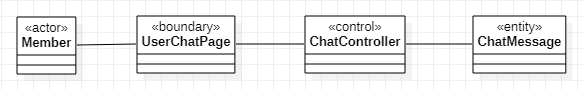 «actor»
Member
«boundary»
UserChatPage
«control»
ChatController
«entity»
ChatMessage